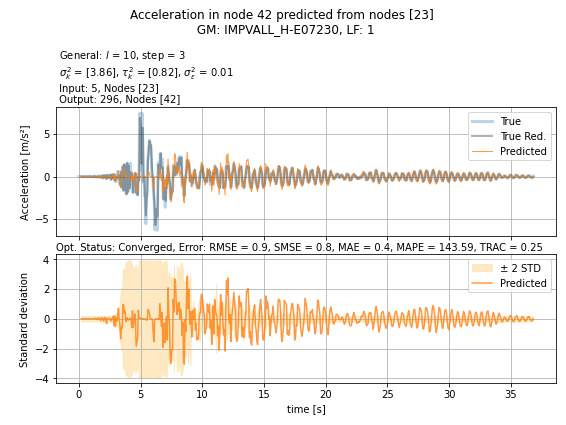 Acceleration in node 42 predicted from nodes [23]
GM: IMPVALL_H-E07230, LF: 1
General: l = 10, step = 3
σ²ₖ = [3.86], τ²ₖ = [0.82], σ²ε = 0.01
Input: 5, Nodes [23]
Output: 296, Nodes [42]
Acceleration [m/s²]
5
0
−5
True
True Red.
Predicted
Opt. Status: Converged, Error: RMSE = 0.9, SMSE = 0.8, MAE = 0.4, MAPE = 143.59, TRAC = 0.25
Standard deviation
4
2
0
−2
−4
± 2 STD
Predicted
0 5 10 15 20 25 30 35
time [s]